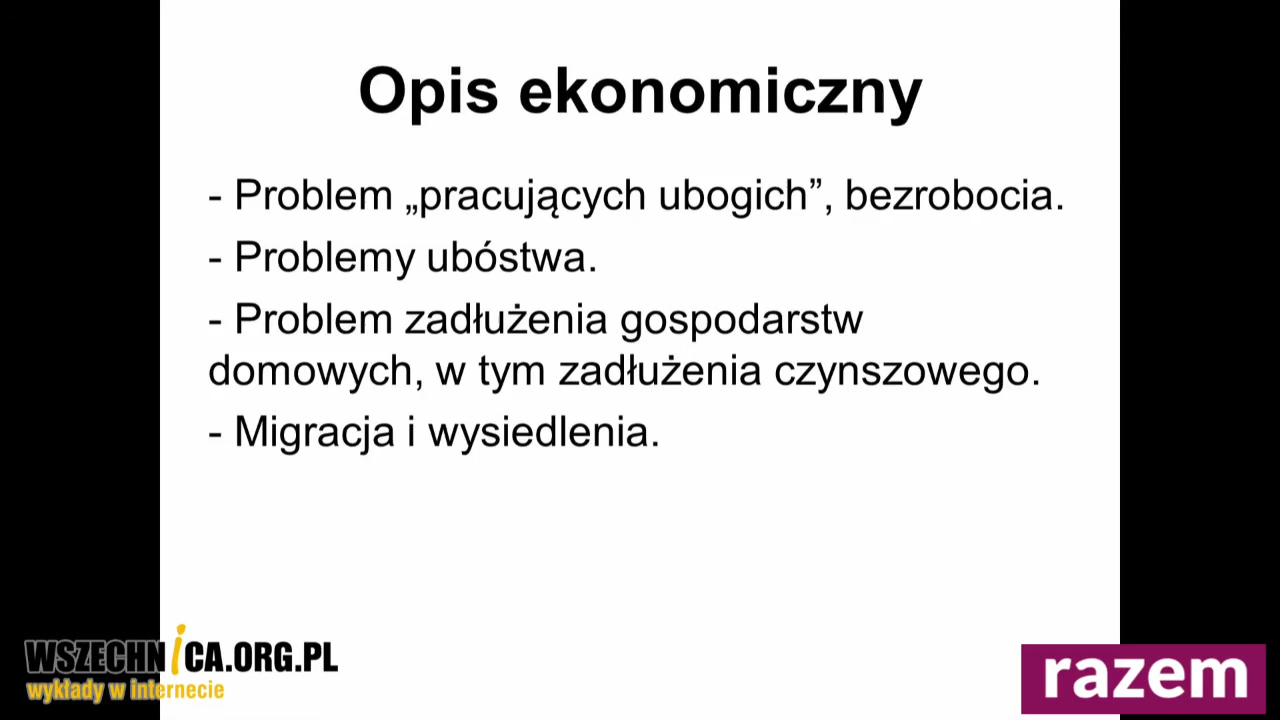 Opis ekonomiczny
- Problem „pracujących ubogich”, bezrobocia.
- Problemy ubóstwa.
- Problem zadłużenia gospodarstw
domowych, w tym zadłużenia czynszowego.
- Migracja i wysiedlenia.
WSZECHNiCA.ORG.PL
wykłady w internecie
razem